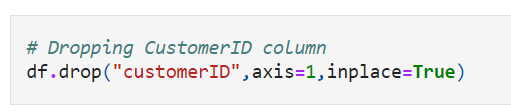 # Dropping CustomerID column
df.drop("customerID",axis=1,inplace=True)